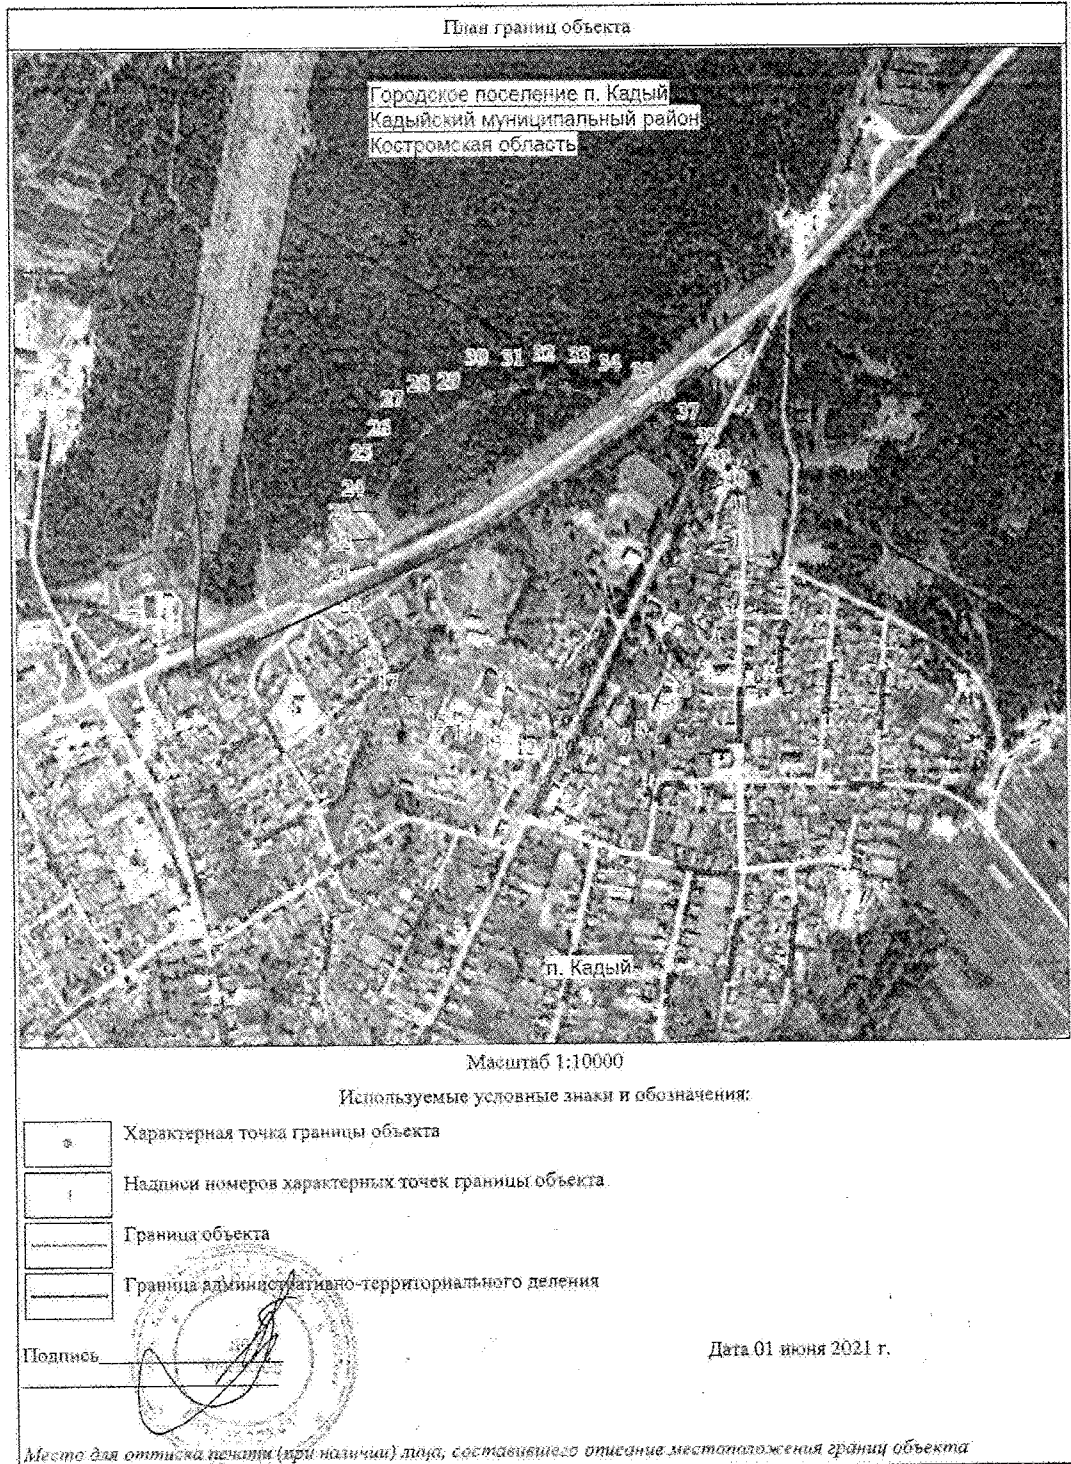 План границ объекта
Городское поселение п. Кадый
Кадыйский муниципальный район
Костромская область
30 31 32 33 34 35
28 29
27
26
25
24
37
17
п. Кадый
Масштаб 1:10000
Используемые условные знаки и обозначения:
Характерная точка границы объекта
1
Надписи номеров характерных точек границы объекта
Граница объекта
Граница административно-территориального деления
Подпись
Дата 01 июня 2021 г.
Место для оттиска печати (при наличии) лица, составившего описание местоположения границ объекта